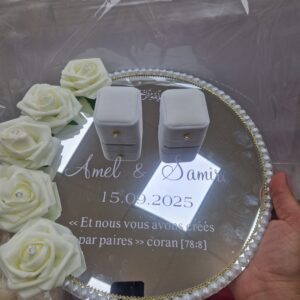 Amel & Samir
15.09.2025
<< Et nous vous avons créés
par paires >> coran [78:8]